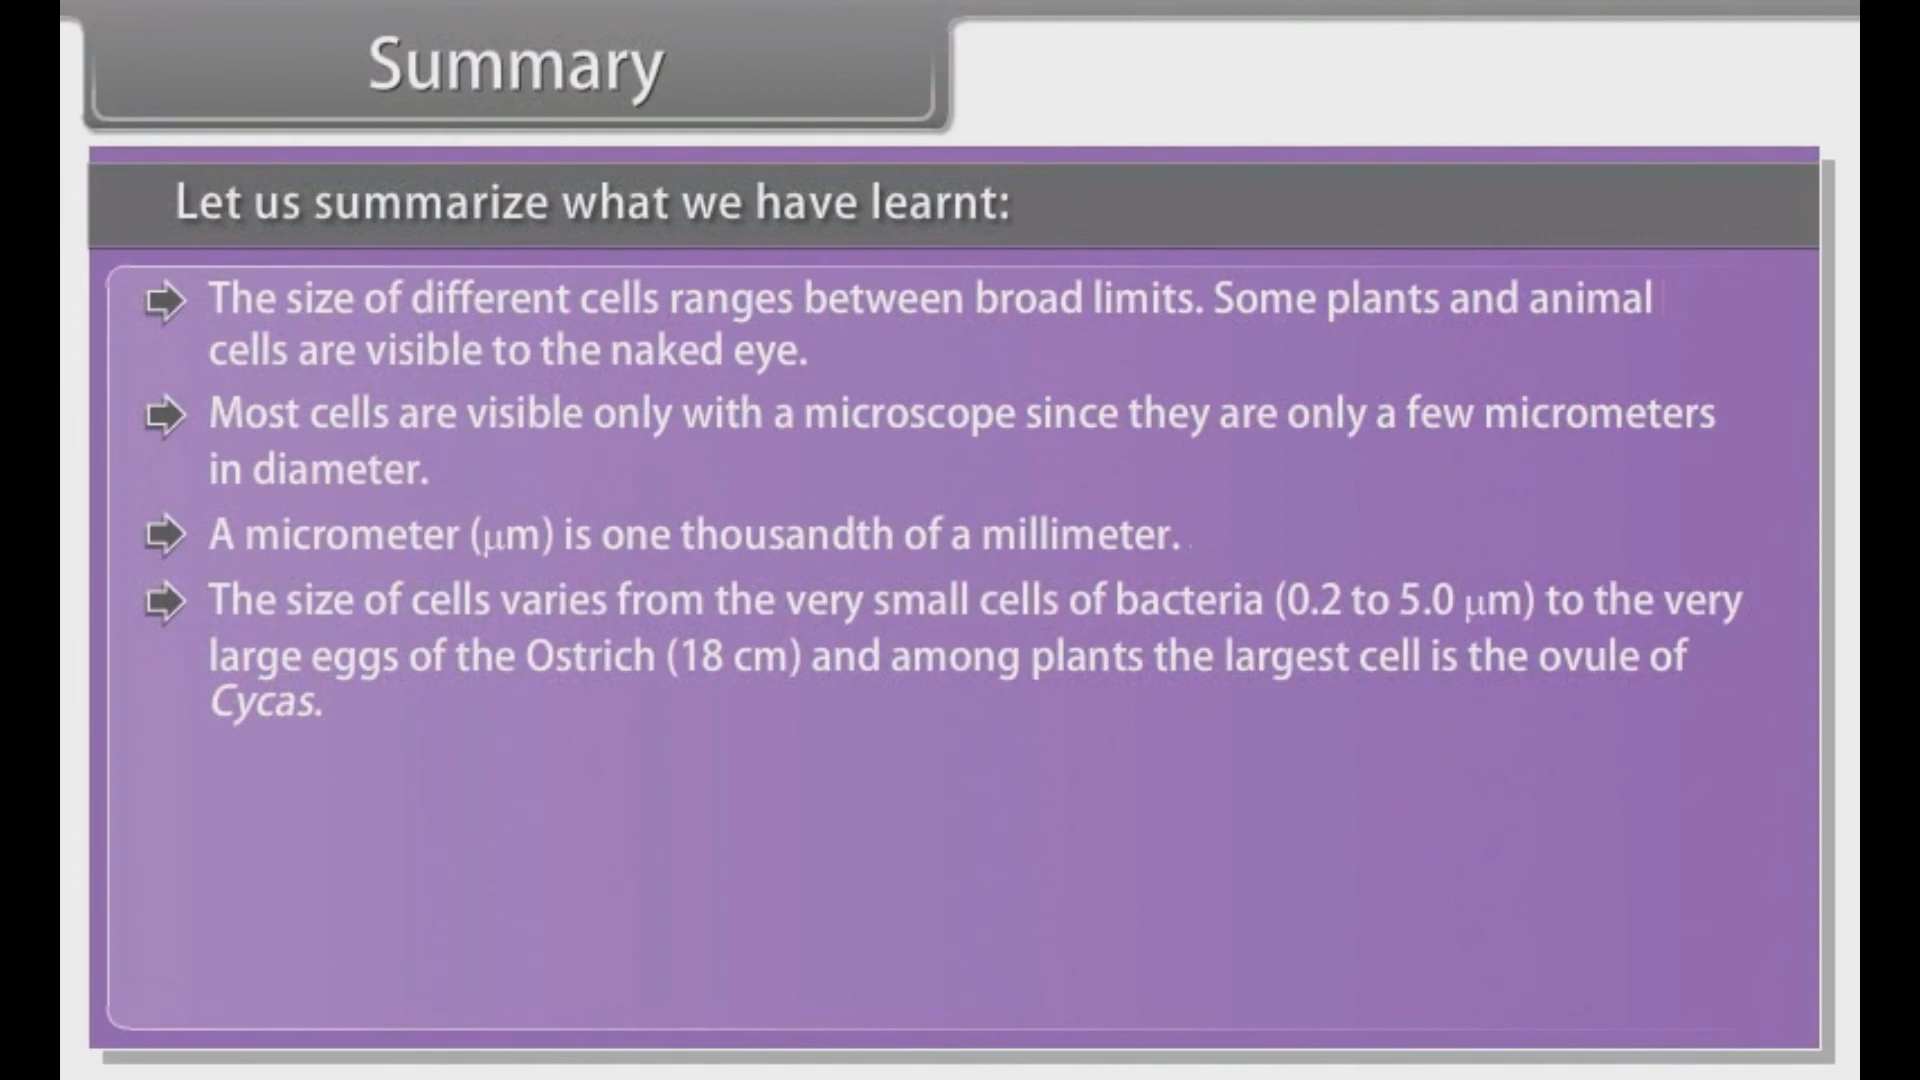 Summary
Let us summarize what we have learnt:
The size of different cells ranges between broad limits. Some plants and animal
cells are visible to the naked eye.
Most cells are visible only with a microscope since they are only a few micrometers
in diameter.
A micrometer (μm) is one thousandth of a millimeter.
The size of cells varies from the very small cells of bacteria (0.2 to 5.0 μm) to the very
large eggs of the Ostrich (18 cm) and among plants the largest cell is the ovule of
Cycas.